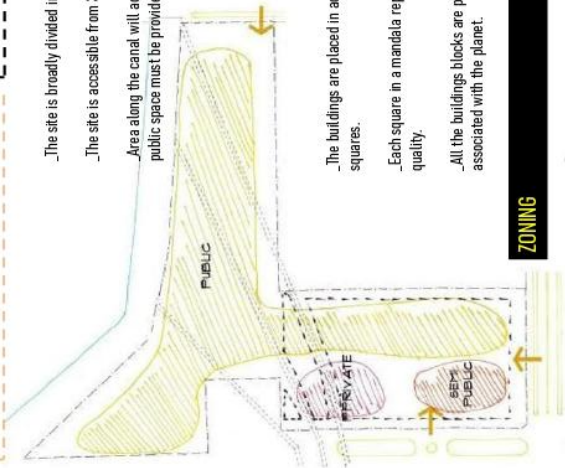 _The site is broadly divided in
_The site is accessible from
_Area along the canal will
public space must be provide
_The buildings are placed in
squares.
_Each square in a mandala
quality.
_All the buildings blocks are
associated with the planet.
ZONING
PUBLIC
PRIVATE
SEMI
PUBLIC